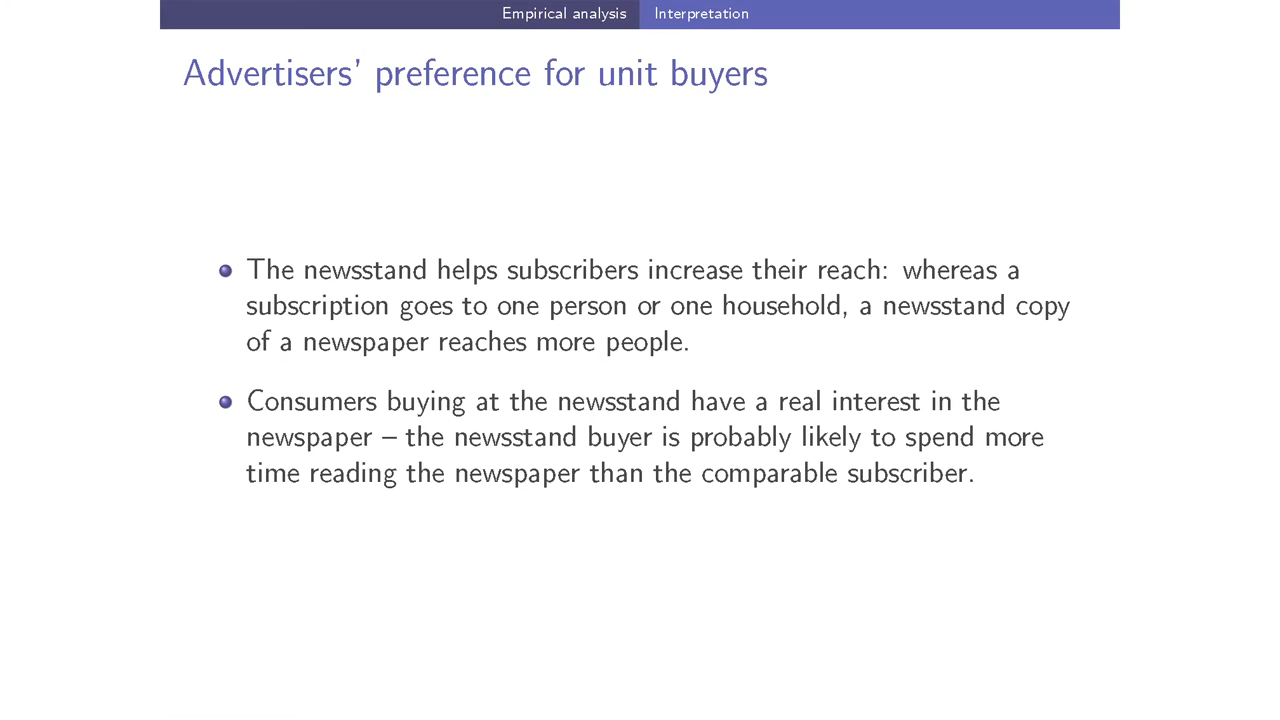 Empirical analysis Interpretation
Advertisers’ preference for unit buyers
The newsstand helps subscribers increase their reach: whereas a
subscription goes to one person or one household, a newsstand copy
of a newspaper reaches more people.
Consumers buying at the newsstand have a real interest in the
newspaper – the newsstand buyer is probably likely to spend more
time reading the newspaper than the comparable subscriber.